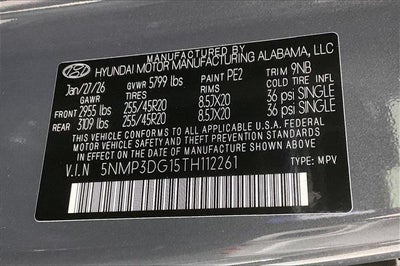 MANUFACTURED BY
HYUNDAI MOTOR MANUFACTURING ALABAMA, LLC
Jan/27/26 GVWR 5799 lbs PAINT PE2 TRIM 9NB
GAWR TIRES RIMS COLD TIRE INFL
FRONT 2955 lbs 255/45R20 8.5JX20 36 psi SINGLE
REAR 3109 lbs 255/45R20 8.5JX20 36 psi SINGLE
THIS VEHICLE CONFORMS TO ALL APPLICABLE U.S.A. FEDERAL
MOTOR VEHICLE SAFETY AND THEFT PREVENTION STANDARDS
IN EFFECT ON THE DATE OF MANUFACTURE SHOWN ABOVE.
V.I.N 5NMP3DG15TH112261 TYPE: MPV